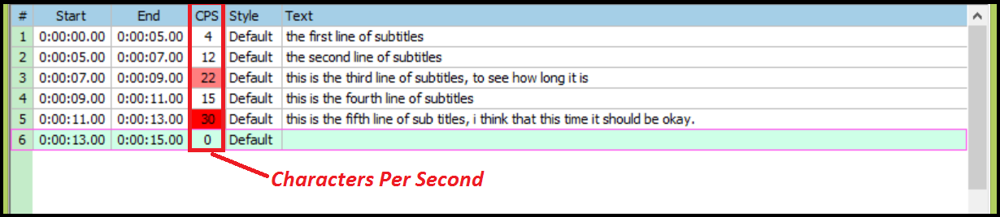 # Start End CPS Style Text
1 0:00:00.00 0:00:05.00 4 Default the first line of subtitles
2 0:00:05.00 0:00:07.00 12 Default the second line of subtitles
3 0:00:07.00 0:00:09.00 22 Default this is the third line of subtitles, to see how long it is
4 0:00:09.00 0:00:11.00 15 Default this is the fourth line of subtitles
5 0:00:11.00 0:00:13.00 30 Default this is the fifth line of sub titles, i think that this time it should be okay.
6 0:00:13.00 0:00:15.00 0 Default
Characters Per Second